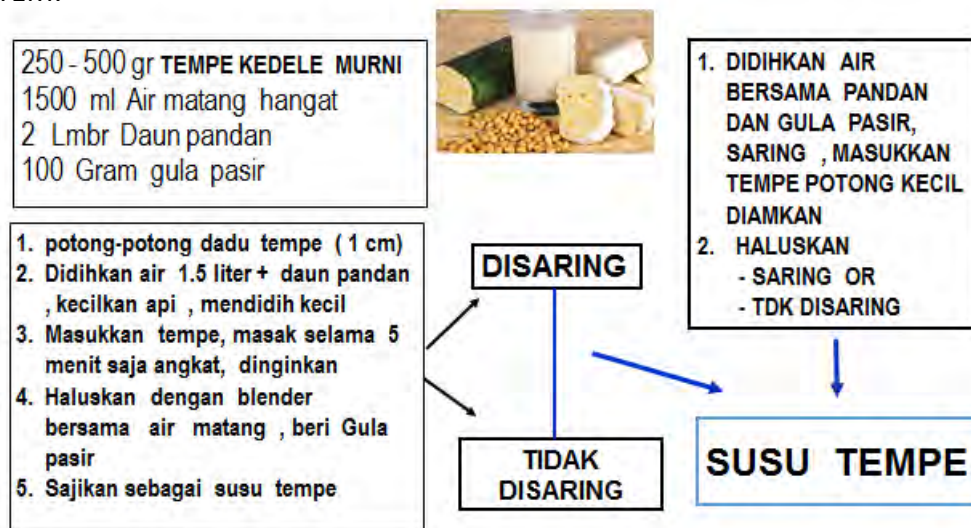 250 - 500 gr TEMPE KEDELE MURNI
1500 ml Air matang hangat
2 Lmbr Daun pandan
100 Gram gula pasir
1. potong-potong dadu tempe ( 1 cm)
2. Didihkan air 1.5 liter + daun pandan
, kecilkan api , mendidih kecil
3. Masukkan tempe, masak selama 5
menit saja angkat, dinginkan
4. Haluskan dengan blender
bersama air matang , beri Gula
pasir
5. Sajikan sebagai susu tempe
DISARING
TIDAK
DISARING
1. DIDIHKAN AIR
BERSAMA PANDAN
DAN GULA PASIR,
SARING , MASUKKAN
TEMPE POTONG KECIL
DIAMKAN
2. HALUSKAN
- SARING OR
- TDK DISARING
SUSU TEMPE